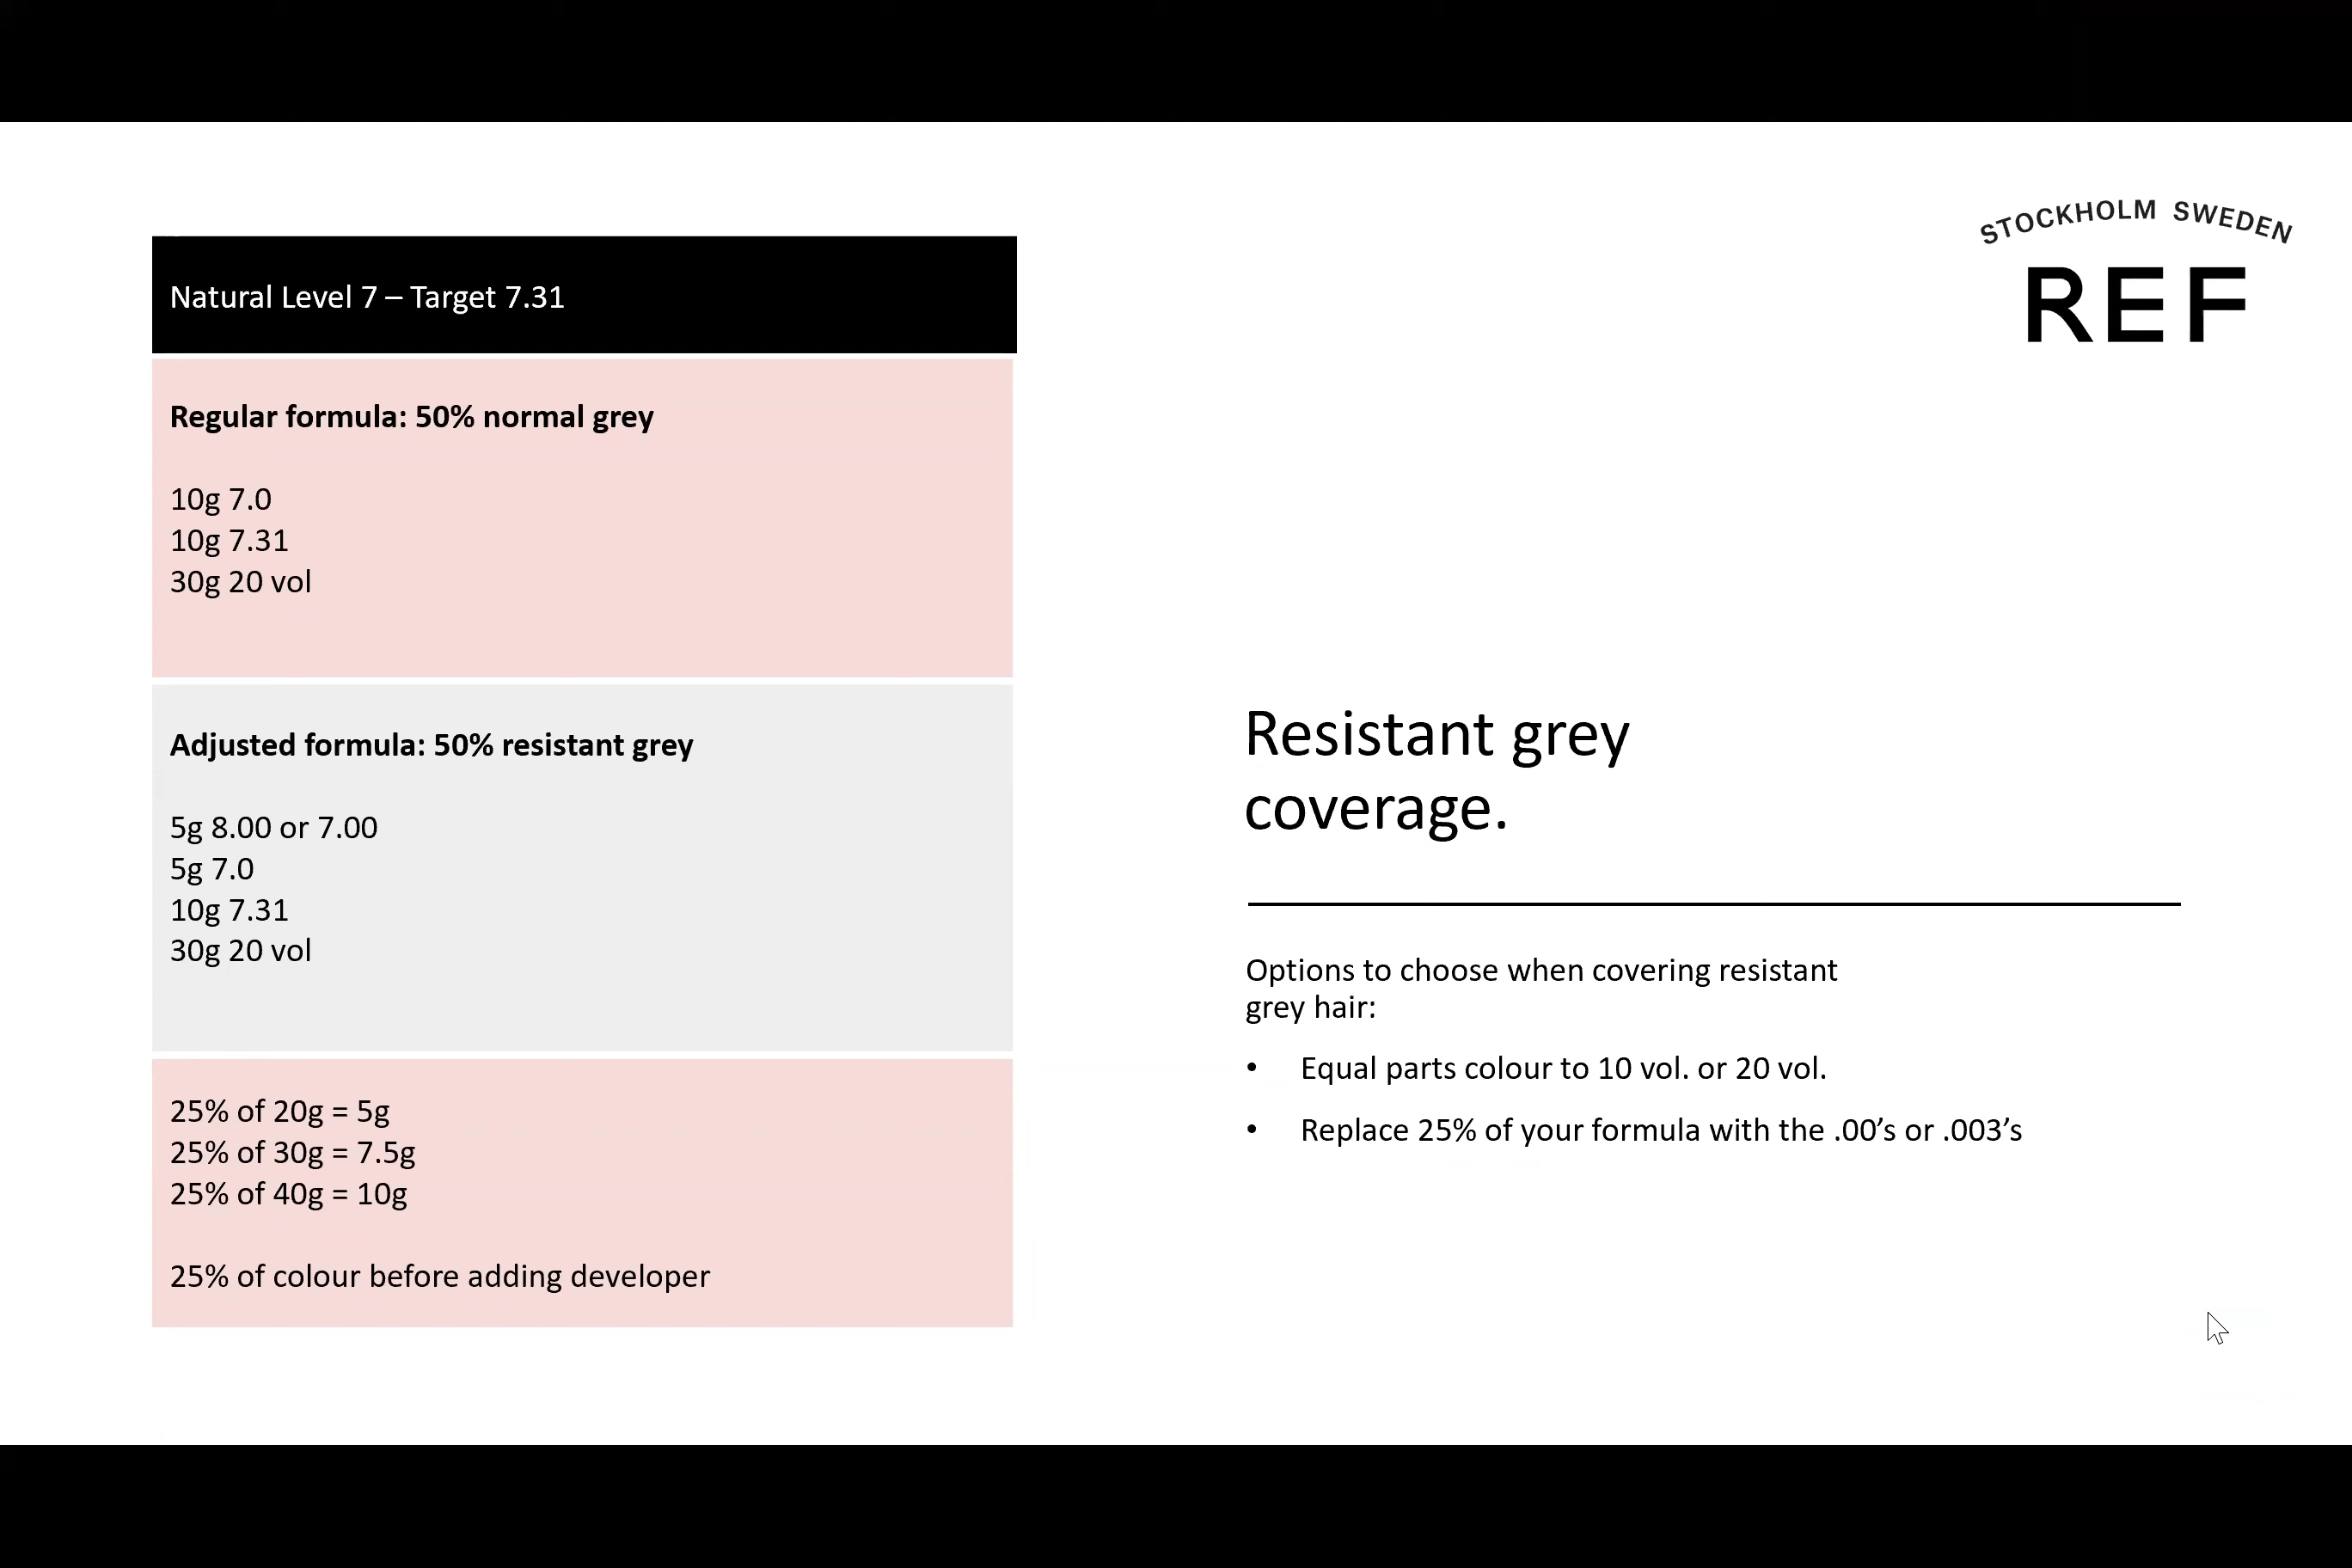 Natural Level 7 – Target 7.31
Regular formula: 50% normal grey
10g 7.0
10g 7.31
30g 20 vol
Adjusted formula: 50% resistant grey
5g 8.00 or 7.00
5g 7.0
10g 7.31
30g 20 vol
25% of 20g = 5g
25% of 30g = 7.5g
25% of 40g = 10g
25% of colour before adding developer
STOCKHOLM SWEDEN
REF
Resistant grey
coverage.
Options to choose when covering resistant
grey hair:
• Equal parts colour to 10 vol. or 20 vol.
• Replace 25% of your formula with the .00’s or .003’s